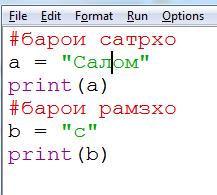 File Edit Format Run Options
#барои сатрхо
a = "Салом"
print(a)
#барои рамзхо
b = "с"
print(b)